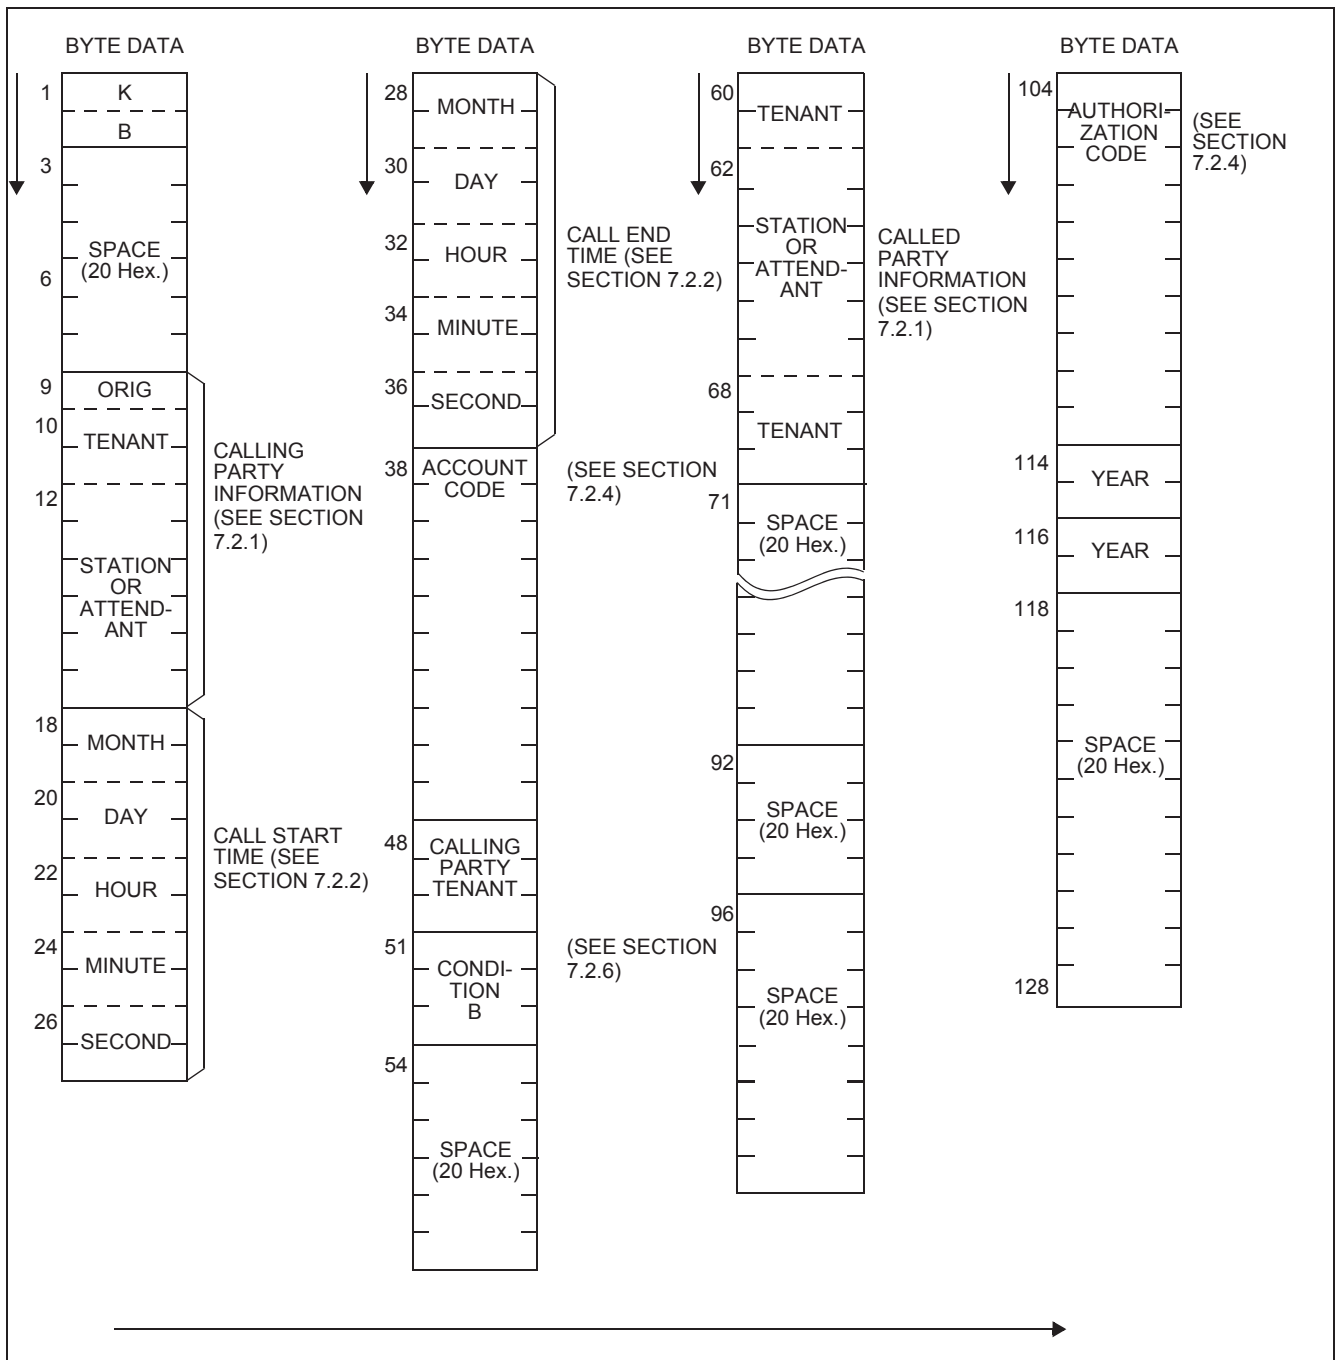 BYTE DATA
1
K
B
3
SPACE
(20 Hex.)
6
9
ORIG
10
TENANT
12
STATION
OR
ATTEND-
ANT
CALLING
PARTY
INFORMATION
(SEE SECTION
7.2.1)
18
MONTH
20
DAY
22
HOUR
24
MINUTE
26
SECOND
CALL START
TIME (SEE
SECTION 7.2.2)
BYTE DATA
28
MONTH
30
DAY
32
HOUR
34
MINUTE
36
SECOND
CALL END
TIME (SEE
SECTION 7.2.2)
38
ACCOUNT
CODE
(SEE SECTION
7.2.4)
48
CALLING
PARTY
TENANT
51
CONDI-
TION
B
(SEE SECTION
7.2.6)
54
SPACE
(20 Hex.)
BYTE DATA
60
TENANT
62
STATION
OR
ATTEND-
ANT
68
TENANT
CALLED
PARTY
INFORMATION
(SEE SECTION
7.2.1)
71
SPACE
(20 Hex.)
92
SPACE
(20 Hex.)
96
SPACE
(20 Hex.)
BYTE DATA
104
AUTHORI-
ZATION
CODE
(SEE
SECTION
7.2.4)
114
YEAR
116
YEAR
118
SPACE
(20 Hex.)
128